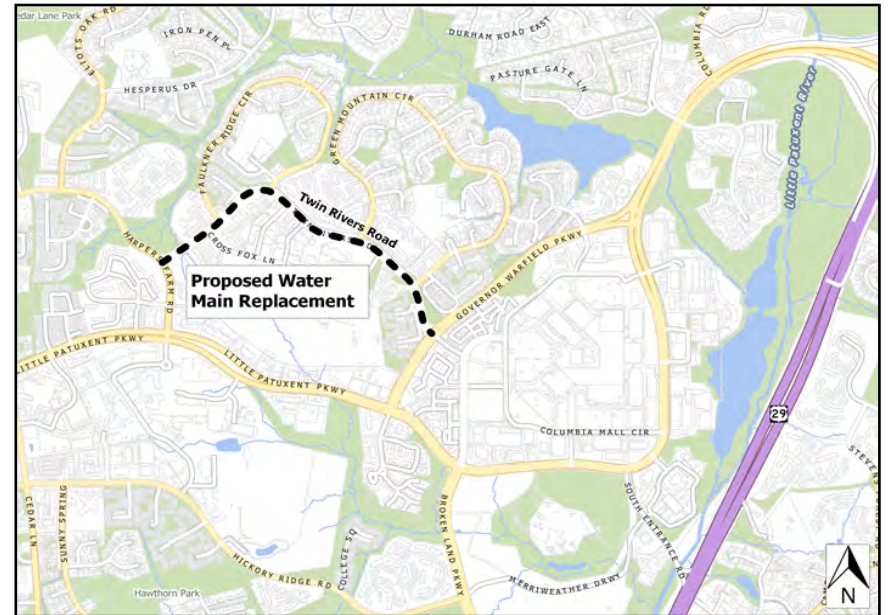 edar Lane Park
ELIOTS OAK RD
IRON PEN PL
HESPERUS DR
DURHAM ROAD EAST
PASTURE GATE LN
COLUMBIA RD
Little Patuxent River
FAULKNER RIDGE CIR
GREEN MOUNTAIN CIR
Twin Rivers Road
HARPERS FARM RD
CROSS FOX LN
Proposed Water
Main Replacement
GOVERNOR WARFIELD PKWY
LITTLE PATUXENT PKWY
LITTLE PATUXENT PKWY
29
COLUMBIA MALL CIR
STEVENS
CEDAR LN
SUNNY SPRING
BROKEN LAND PKWY
SOUTH ENTRANCE RD
COLLEGE SQ
HICKORY RIDGE RD
MERRIWEATHER DRWY
Hawthorn Park
N